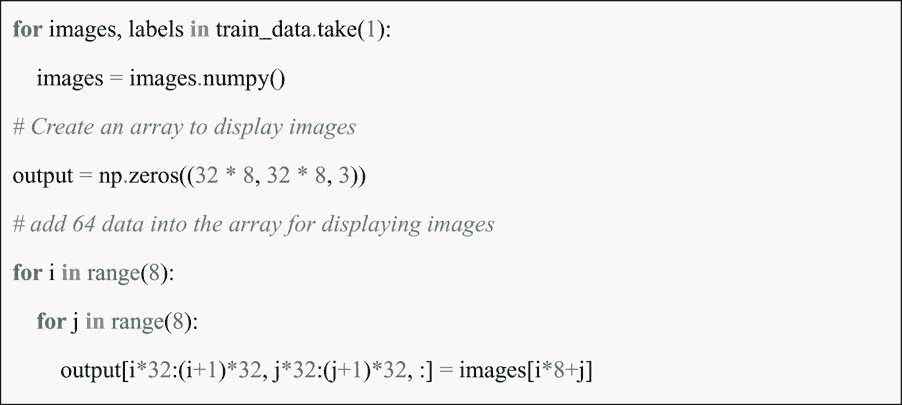 for images, labels in train_data.take(1):
    images = images.numpy()
# Create an array to display images
output = np.zeros((32 * 8, 32 * 8, 3))
# add 64 data into the array for displaying images
for i in range(8):
    for j in range(8):
        output[i*32:(i+1)*32, j*32:(j+1)*32, :] = images[i*8+j]